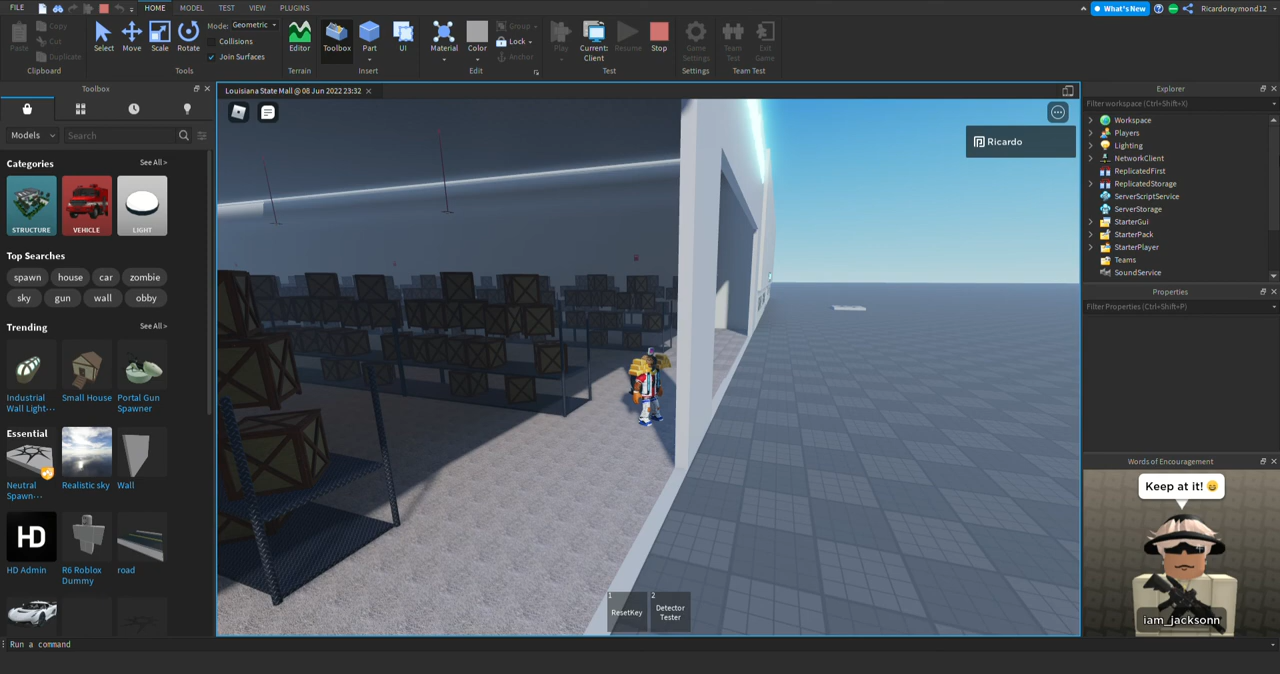 FILE
HOME
MODEL
TEST
VIEW
PLUGINS
What's New
Ricardoraymond12
Paste
Copy
Cut
Duplicate
Clipboard
Select
Move
Scale
Rotate
Mode: Geometric
Collisions
Join Surfaces
Tools
Editor
Terrain
Toolbox
Part
UI
Insert
Material
Color
Group
Lock
Anchor
Edit
Play
Current:
Client
Resume
Stop
Test
Game
Settings
Settings
Team
Test
Exit
Game
Team Test
Toolbox
Models
Search
Categories
See All >
STRUCTURE
VEHICLE
LIGHT
Top Searches
spawn
house
car
zombie
sky
gun
wall
obby
Trending
See All >
Industrial
Wall Light···
Small House
Portal Gun
Spawner
Essential
Neutral
Spawn···
Realistic sky
Wall
HD
HD Admin
R6 Roblox
Dummy
road
Louisiana State Mall @ 08 Jun 2022 23:32
Ricardo
1
ResetKey
2
Detector
Tester
Explorer
Filter workspace (Ctrl+Shift+X)
Workspace
Players
Lighting
NetworkClient
ReplicatedFirst
ReplicatedStorage
ServerScriptService
ServerStorage
StarterGui
StarterPack
StarterPlayer
Teams
SoundService
Properties
Filter Properties (Ctrl+Shift+P)
Words of Encouragement
Keep at it! 😄
iam_jacksonn
Run a command